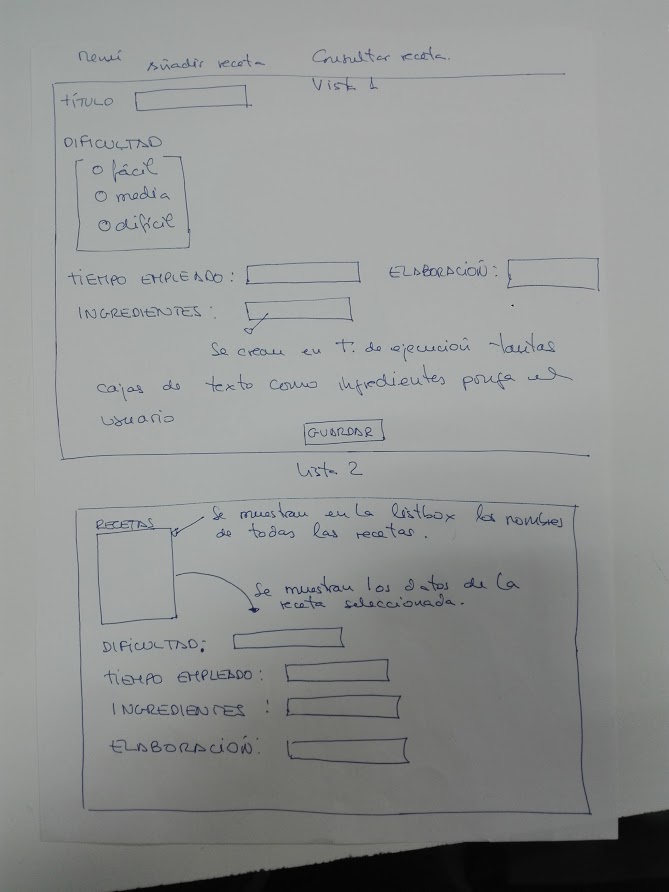 Menú Añadir receta Consultar receta.
Vista 1
TÍTULO
DIFICULTAD
fácil
media
difícil
TIEMPO EMPLEADO: ELABORACIÓN:
INGREDIENTES:
Se crean en T. de ejecución tantas
cajas de texto como ingredientes ponga el
usuario
GUARDAR
Vista 2
RECETAS
Se muestran en la listbox los nombres
de todas las recetas.
Se muestran los datos de la
receta seleccionada.
DIFICULTAD:
TIEMPO EMPLEADO:
INGREDIENTES :
ELABORACIÓN: